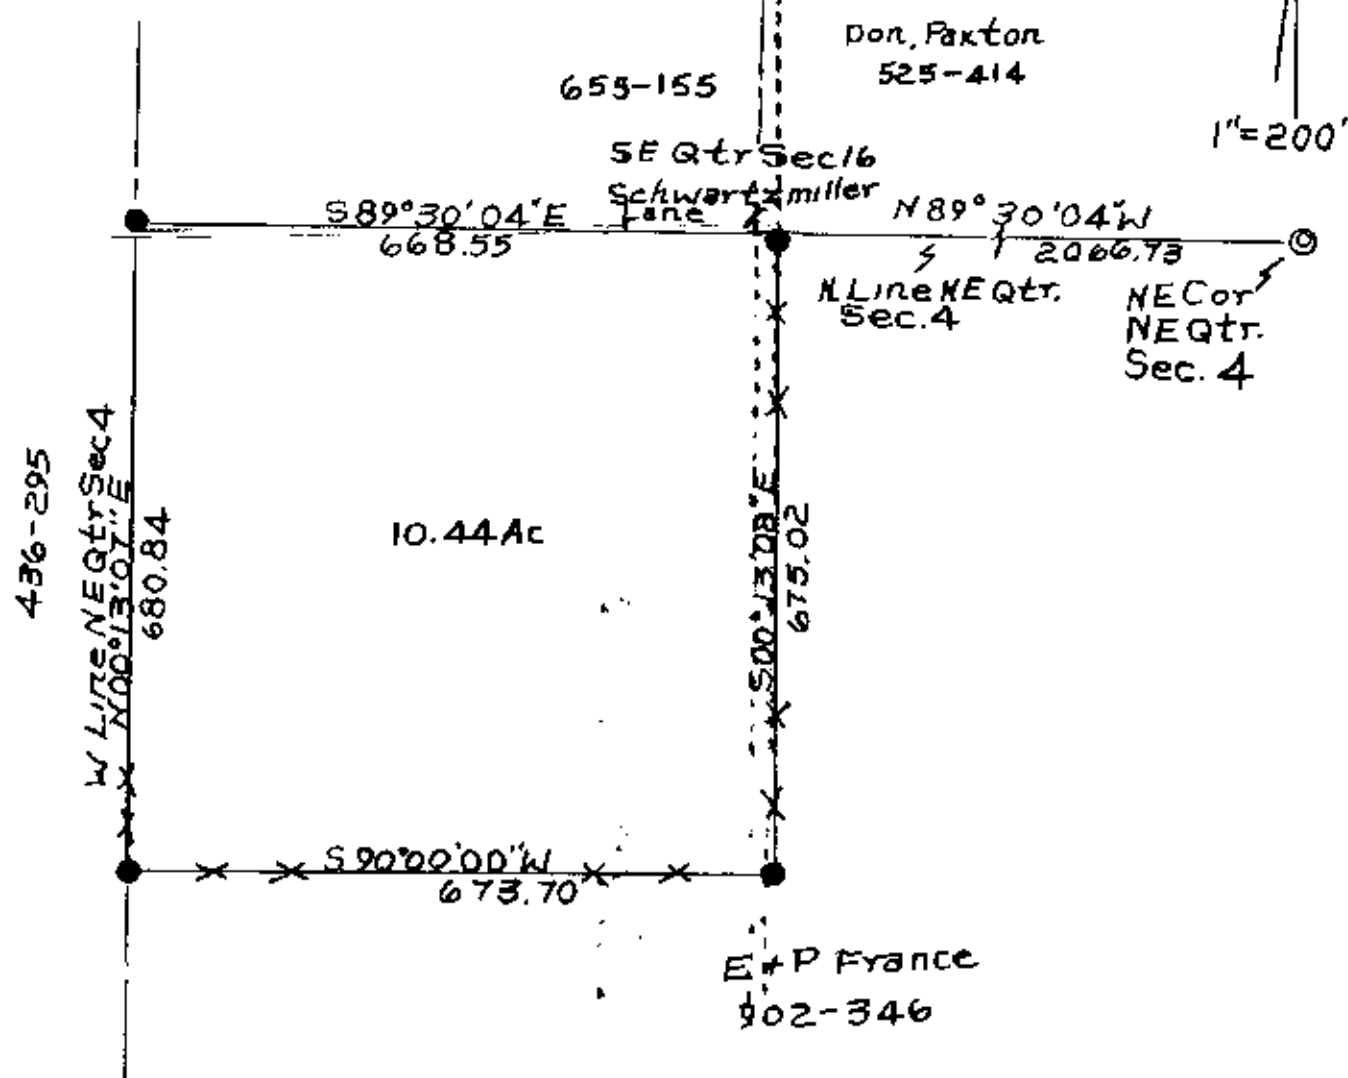 Don, Paxton
525-414
655-155
1"=200'
SE Qtr Sec 16
Schwartzmiller
Lane
S89°30'04"E
668.55
N89°30'04"W
2066.73
N Line NE Qtr.
Sec. 4
NE Cor
NE Qtr.
Sec. 4
436-295
W Line NE Qtr Sec 4
N00°13'07"E
680.84
10.44 Ac
S00°13'08"E
675.02
S90°00'00"W
673.70
E+P France
902-346